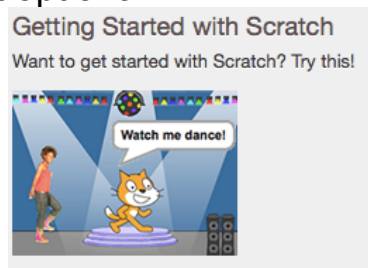 Getting Started with Scratch
Want to get started with Scratch? Try this!
Watch me dance!